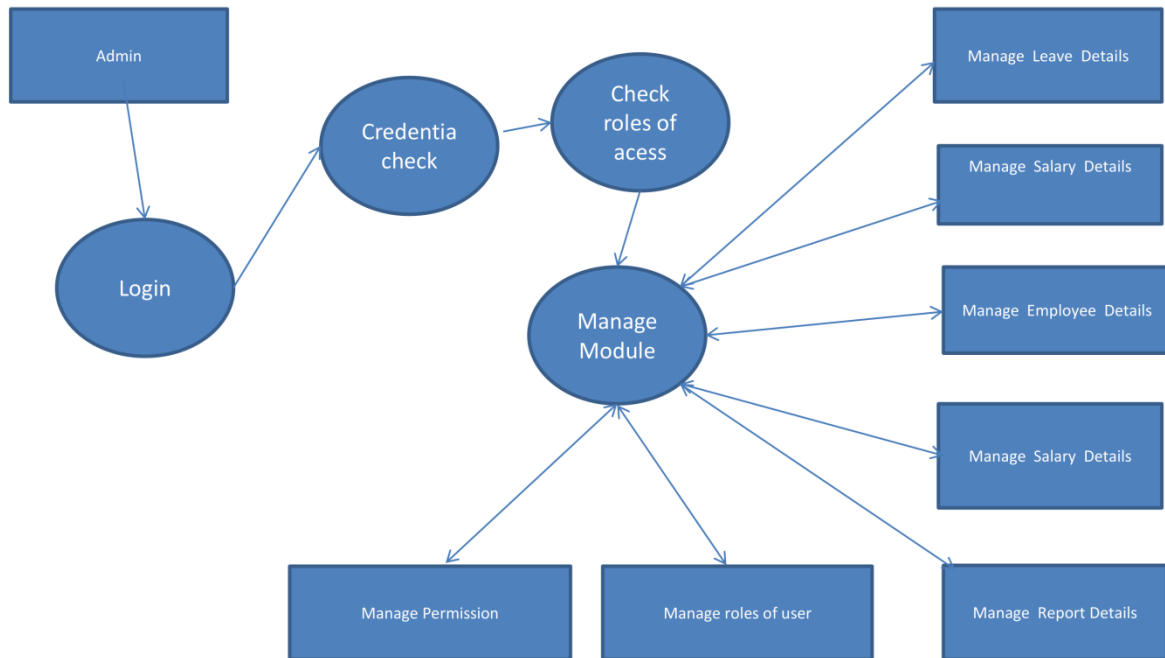 Admin
Login
Credentia
check
Check
roles of
acess
Manage
Module
Manage Leave Details
Manage Salary Details
Manage Employee Details
Manage Salary Details
Manage Report Details
Manage Permission
Manage roles of user